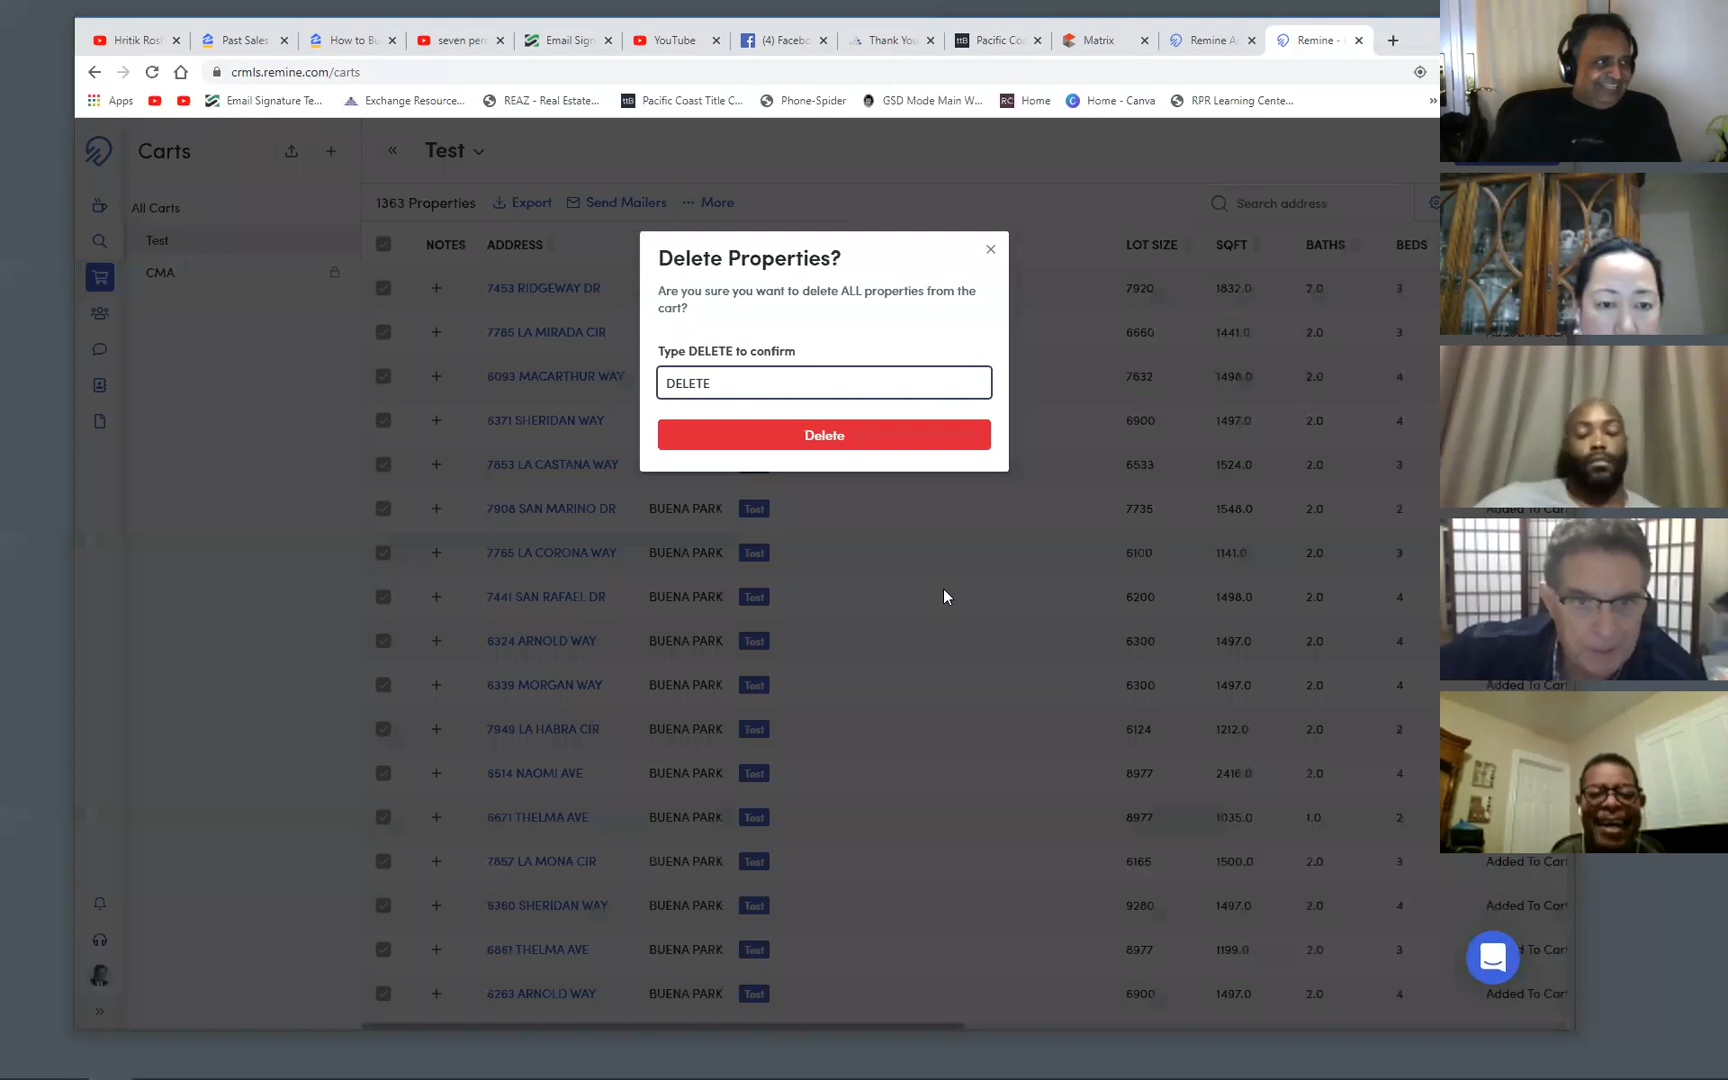 Hritik Rosl
Past Sales
How to Bu
seven per
Email Sign
YouTube
(4) Facebo
Thank You
ttB Pacific Co
Matrix
Remine A
Remine -
crmls.remine.com/carts
Apps
Email Signature Te...
Exchange Resource...
REAZ - Real Estate...
ttB Pacific Coast Title C...
Phone-Spider
GSD Mode Main W...
RC Home
Home - Canva
RPR Learning Cente...
»
Carts
+
« Test
All Carts
Test
CMA
1363 Properties Export Send Mailers ··· More
Search address
NOTES ADDRESS LOT SIZE SQFT BATHS BEDS
Delete Properties?
Are you sure you want to delete ALL properties from the
cart?
Type DELETE to confirm
DELETE
Delete
+ 7453 RIDGEWAY DR 7920 1832.0 2.0 3
+ 7785 LA MIRADA CIR 6660 1441.0 2.0 3
+ 6093 MACARTHUR WAY 7632 1498.0 2.0 4
+ 6371 SHERIDAN WAY 6900 1497.0 2.0 4
+ 7853 LA CASTANA WAY 6533 1524.0 2.0 3
+ 7908 SAN MARINO DR BUENA PARK Test 7735 1548.0 2.0 2 Added To Cart
+ 7765 LA CORONA WAY BUENA PARK Test 6100 1141.0 2.0 3
+ 7441 SAN RAFAEL DR BUENA PARK Test 6200 1498.0 2.0 4
+ 6324 ARNOLD WAY BUENA PARK Test 6300 1497.0 2.0 4
+ 6339 MORGAN WAY BUENA PARK Test 6300 1497.0 2.0 4 Added To Cart
+ 7949 LA HABRA CIR BUENA PARK Test 6124 1212.0 2.0 2
+ 6514 NAOMI AVE BUENA PARK Test 8977 2416.0 2.0 4
+ 6671 THELMA AVE BUENA PARK Test 8977 1035.0 1.0 2
+ 7857 LA MONA CIR BUENA PARK Test 6165 1500.0 2.0 3 Added To Cart
+ 6360 SHERIDAN WAY BUENA PARK Test 9280 1497.0 2.0 4 Added To Cart
+ 6861 THELMA AVE BUENA PARK Test 8977 1199.0 2.0 3 Added To Cart
+ 6263 ARNOLD WAY BUENA PARK Test 6900 1497.0 2.0 4 Added To Cart
»